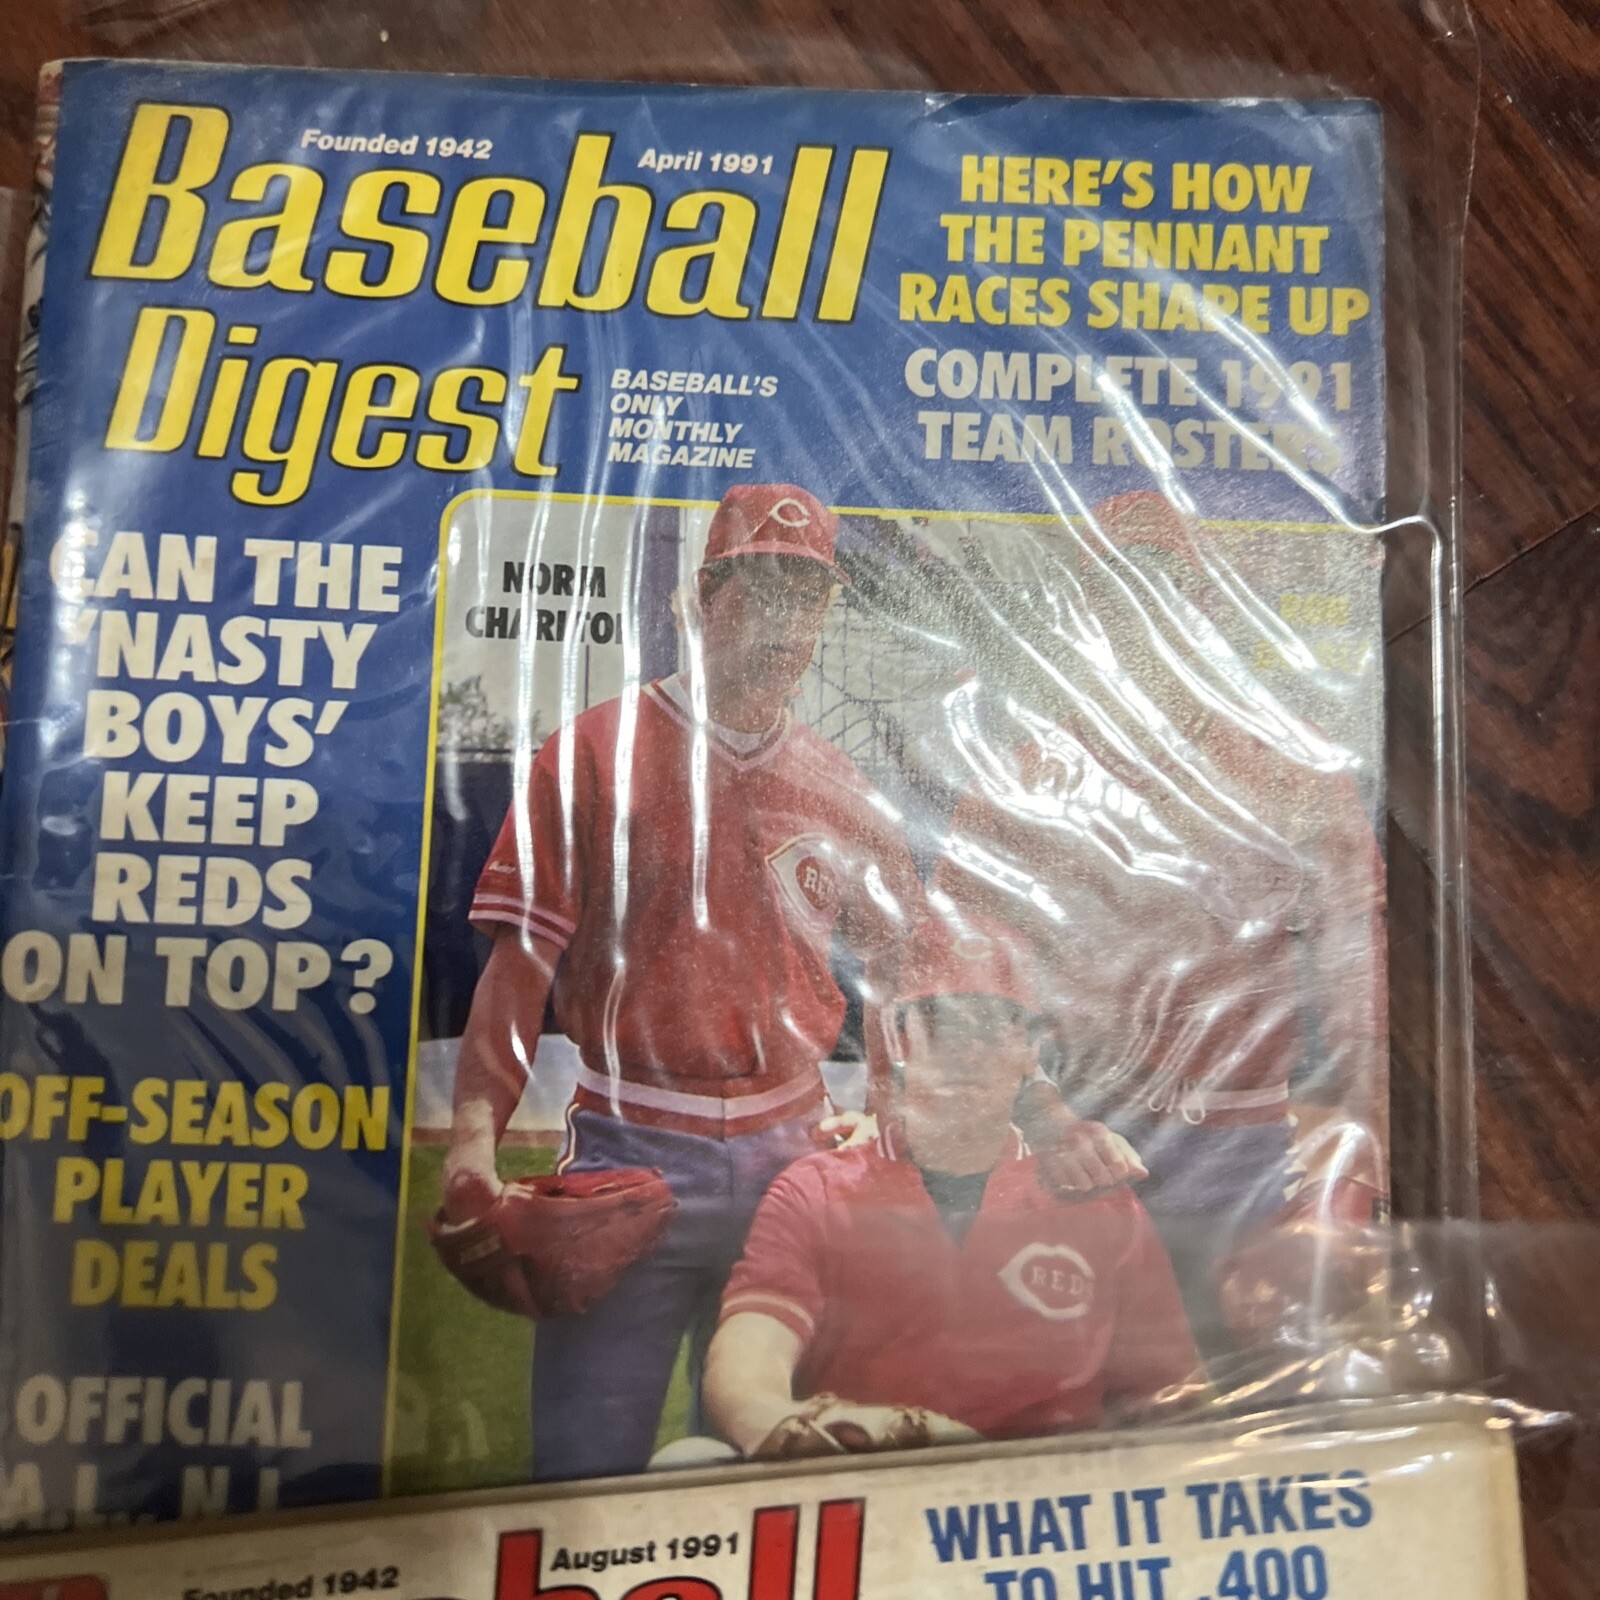 Founded 1942
April 1991
Baseball
Digest
BASEBALL'S
ONLY
MONTHLY
MAGAZINE
HERE'S HOW
THE PENNANT
RACES SHAPE UP
COMPLETE 1991
TEAM ROSTERS
CAN THE
'NASTY
BOYS'
KEEP
REDS
ON TOP?
OFF-SEASON
PLAYER
DEALS
OFFICIAL
NORM
CHARLTON
C
REDS
C
REDS
August 1991
Founded 1942
WHAT IT TAKES
TO HIT .400